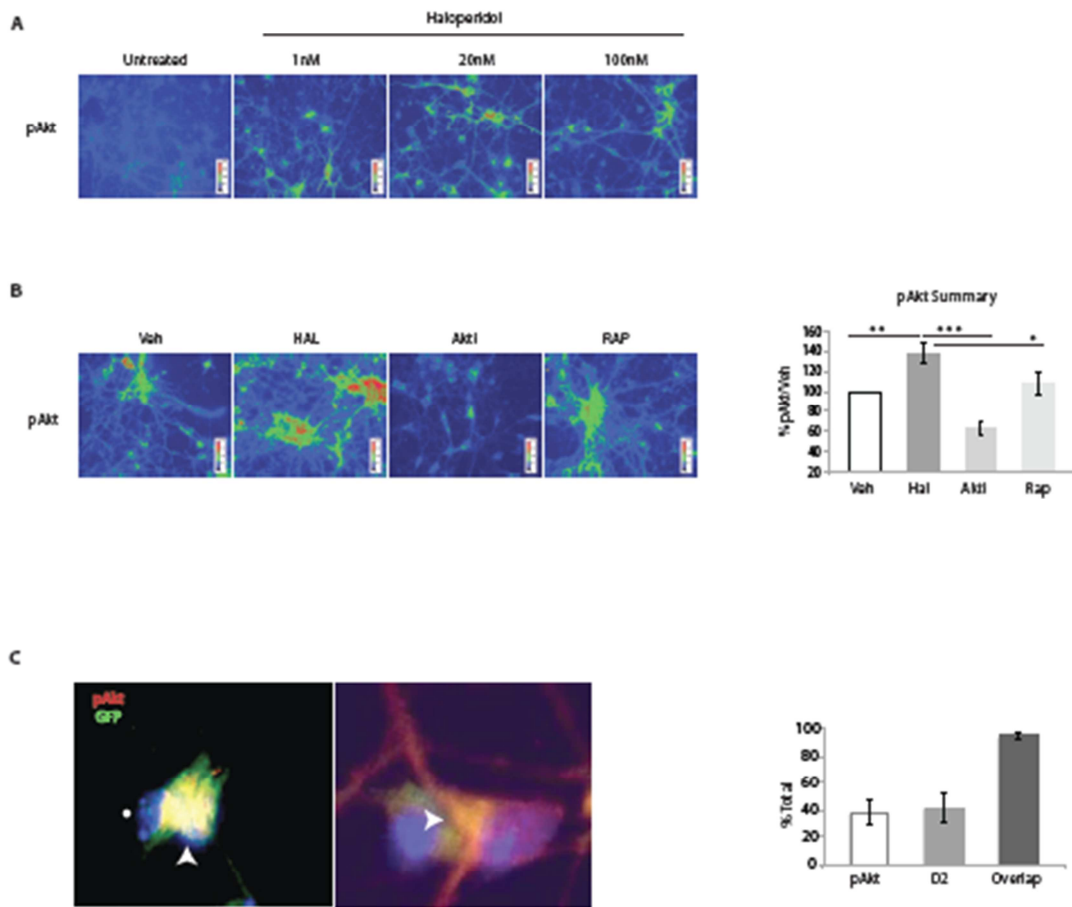 A
Haloperidol
Untreated 1nM 20nM 100nM
pAkt
B
Veh HAL AktI RAP
pAkt
pAkt Summary
** *** *
% pAkt/Veh
160
140
120
100
80
60
40
20
Veh Hal AktI Rap
C
pAkt
GFP
% Total
100
80
60
40
20
0
pAkt D2 Overlap